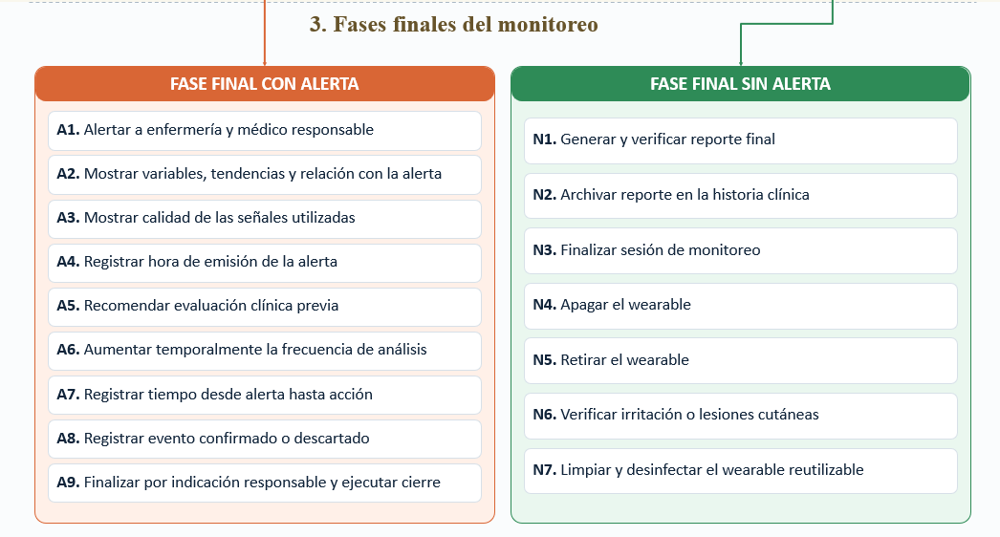 3. Fases finales del monitoreo
FASE FINAL CON ALERTA
A1. Alertar a enfermería y médico responsable
A2. Mostrar variables, tendencias y relación con la alerta
A3. Mostrar calidad de las señales utilizadas
A4. Registrar hora de emisión de la alerta
A5. Recomendar evaluación clínica previa
A6. Aumentar temporalmente la frecuencia de análisis
A7. Registrar tiempo desde alerta hasta acción
A8. Registrar evento confirmado o descartado
A9. Finalizar por indicación responsable y ejecutar cierre
FASE FINAL SIN ALERTA
N1. Generar y verificar reporte final
N2. Archivar reporte en la historia clínica
N3. Finalizar sesión de monitoreo
N4. Apagar el wearable
N5. Retirar el wearable
N6. Verificar irritación o lesiones cutáneas
N7. Limpiar y desinfectar el wearable reutilizable